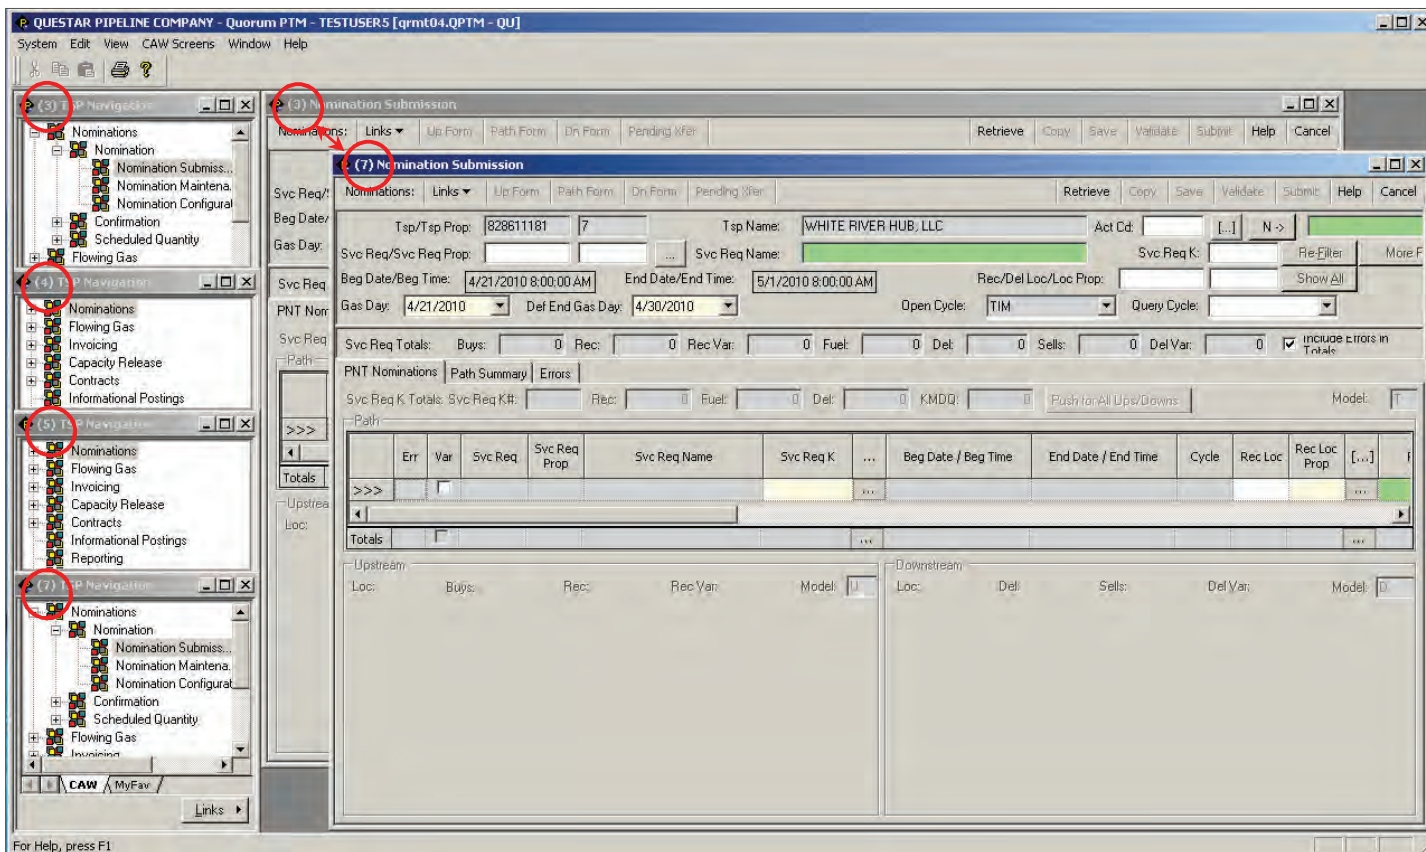 QUESTAR PIPELINE COMPANY - Quorum PTM - TESTUSER5 [qrmt04.QPTM - QU]
System Edit View CAW Screens Window Help
(3) TSP Navigation
Nominations
Nomination
Nomination Submiss...
Nomination Maintena.
Nomination Configurat
Confirmation
Scheduled Quantity
Flowing Gas
(4) TSP Navigation
Nominations
Flowing Gas
Invoicing
Capacity Release
Contracts
Informational Postings
(5) TSP Navigation
Nominations
Flowing Gas
Invoicing
Capacity Release
Contracts
Informational Postings
Reporting
(7) TSP Navigation
Nominations
Nomination
Nomination Submiss...
Nomination Maintena.
Nomination Configurat
Confirmation
Scheduled Quantity
Flowing Gas
Invoicing
CAW MyFav
Links
(3) Nomination Submission
Nominations: Links Up Form Path Form Dn Form Pending Xfer Retrieve Copy Save Validate Submit Help Cancel
Svc Req/
Beg Date/
Gas Day:
Svc Req
PNT Nom
Svc Req
Path
>>>
Totals
Upstrea
Loc:
(7) Nomination Submission
Nominations: Links Up Form Path Form Dn Form Pending Xfer Retrieve Copy Save Validate Submit Help Cancel
Tsp/Tsp Prop: 828611181 7 Tsp Name: WHITE RIVER HUB, LLC Act Cd: [...] N ->
Svc Req/Svc Req Prop: ... Svc Req Name: Svc Req K: Re-Filter More F
Beg Date/Beg Time: 4/21/2010 8:00:00 AM End Date/End Time: 5/1/2010 8:00:00 AM Rec/Del Loc/Loc Prop: Show All
Gas Day: 4/21/2010 Def End Gas Day: 4/30/2010 Open Cycle: TIM Query Cycle:
Svc Req Totals: Buys: 0 Rec: 0 Rec Var: 0 Fuel: 0 Del: 0 Sells: 0 Del Var: 0 Include Errors in Totals
PNT Nominations Path Summary Errors
Svc Req K Totals: Svc Req K#: Rec: 0 Fuel: 0 Del: 0 KMDQ: 0 Push for All Ups/Downs Model: T
Path
Err Var Svc Req Svc Req Prop Svc Req Name Svc Req K ... Beg Date / Beg Time End Date / End Time Cycle Rec Loc Rec Loc Prop [...]
>>> ... ...
Totals ... ...
Upstream
Loc: Buys: Rec: Rec Var: Model: U
Downstream
Loc: Del: Sells: Del Var: Model: D
For Help, press F1